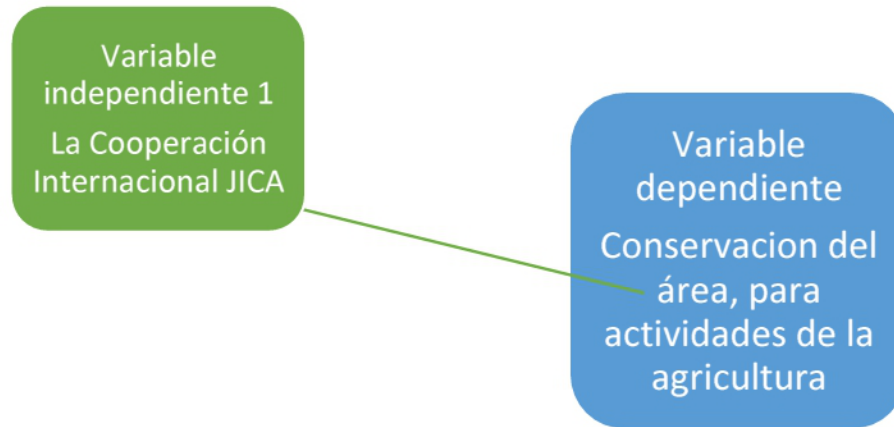 Variable
independiente 1
La Cooperación
Internacional JICA
Variable
dependiente
Conservacion del
área, para
actividades de la
agricultura